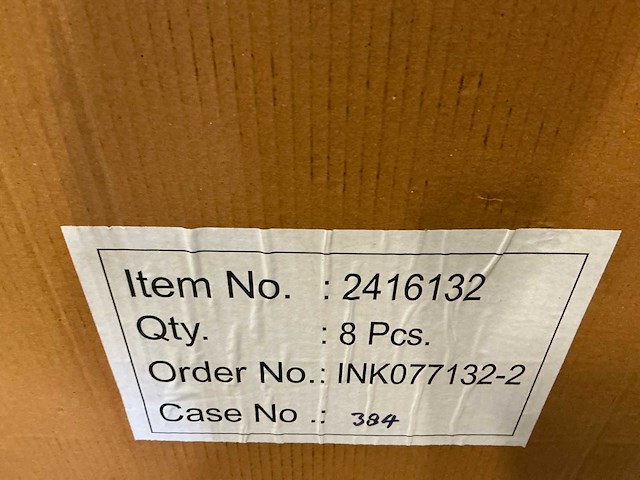 Item No. : 2416132
Qty. : 8 Pcs.
Order No.: INK077132-2
Case No .: 384